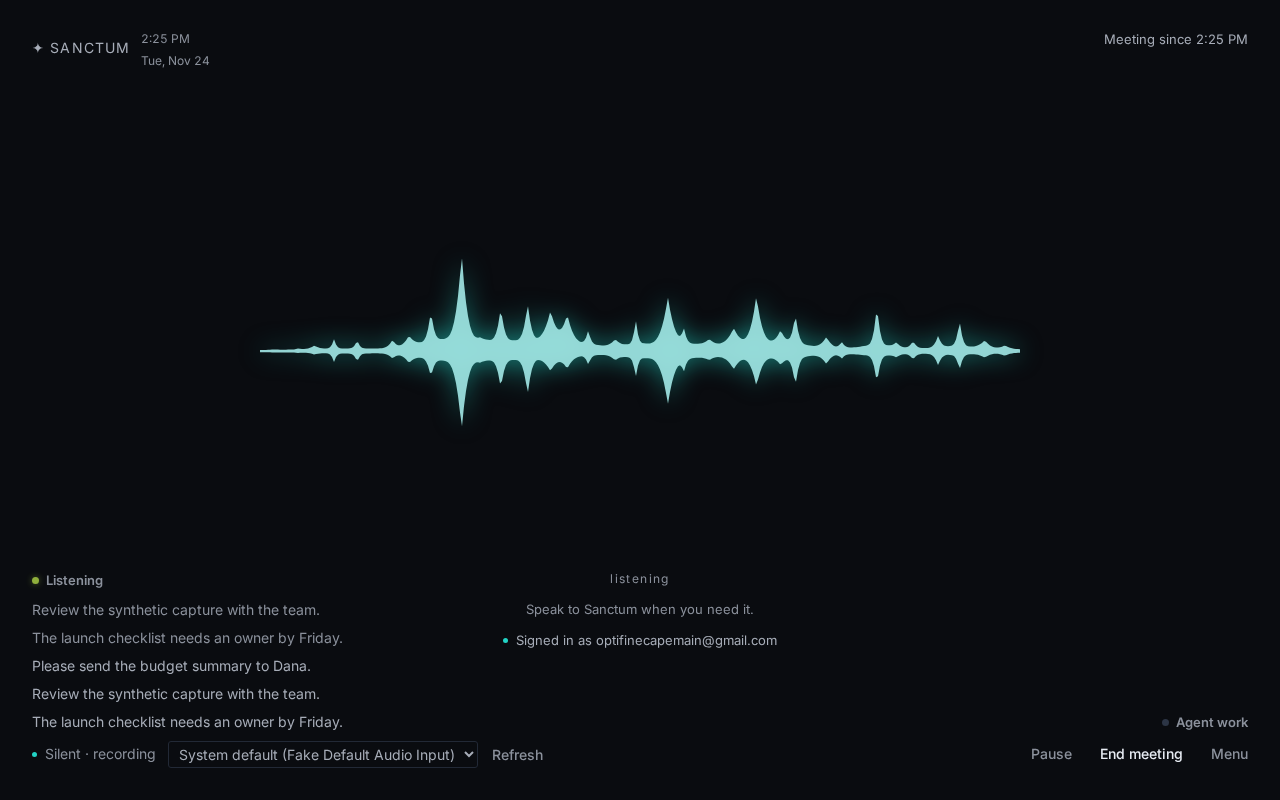 ✦ SANCTUM
2:25 PM
Tue, Nov 24
Meeting since 2:25 PM
Listening
Review the synthetic capture with the team.
The launch checklist needs an owner by Friday.
Please send the budget summary to Dana.
Review the synthetic capture with the team.
The launch checklist needs an owner by Friday.
Silent · recording
System default (Fake Default Audio Input)
Refresh
listening
Speak to Sanctum when you need it.
Signed in as optifinecapemain@gmail.com
Agent work
Pause
End meeting
Menu